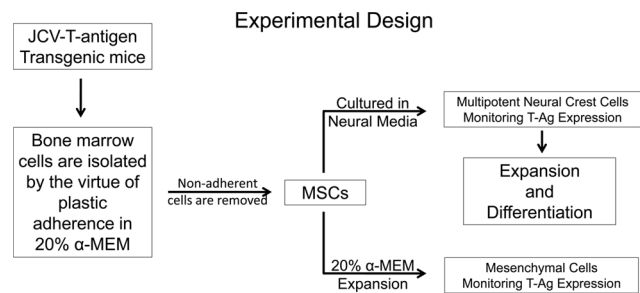 Experimental Design
JCV-T-antigen
Transgenic mice
Bone marrow
cells are isolated
by the virtue of
plastic
adherence in
20% α-MEM
Non-adherent
cells are removed
MSCs
Cultured in
Neural Media
Multipotent Neural Crest Cells
Monitoring T-Ag Expression
Expansion
and
Differentiation
20% α-MEM
Expansion
Mesenchymal Cells
Monitoring T-Ag Expression